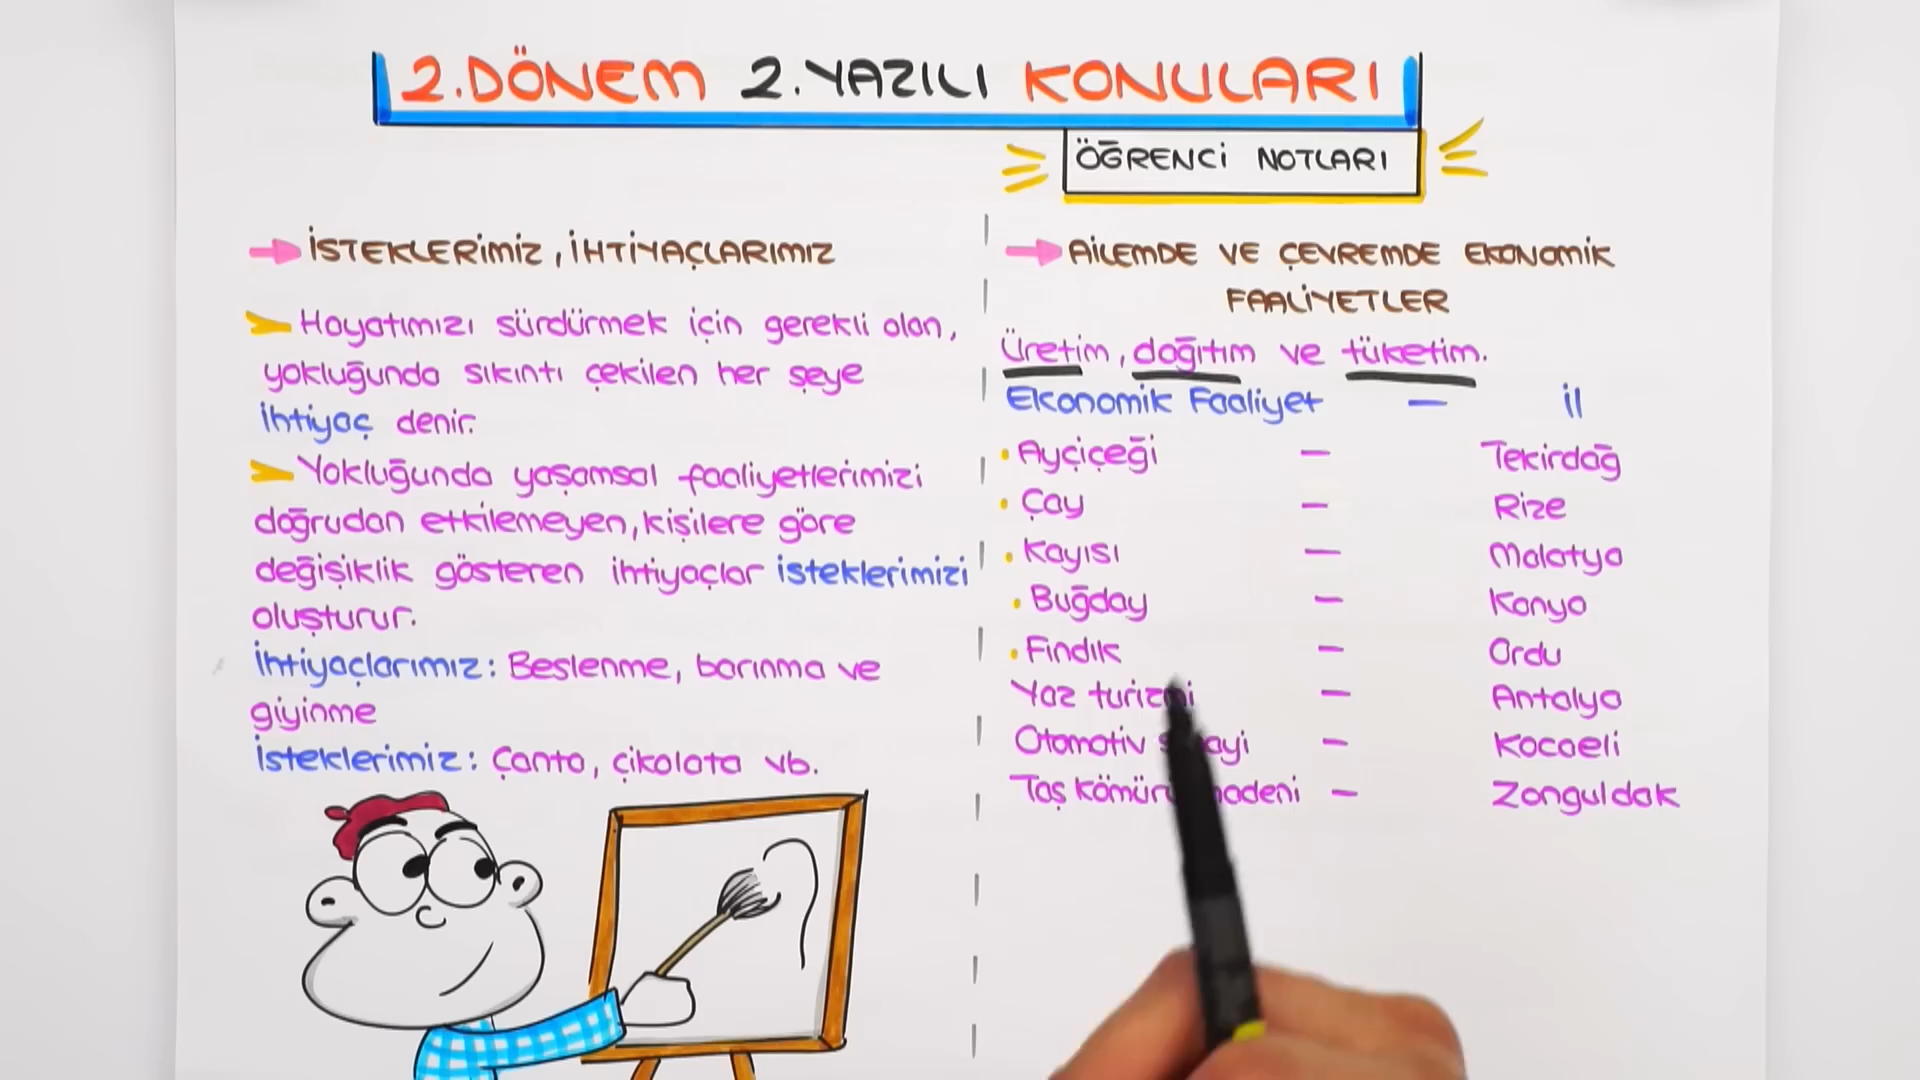 2.DÖNEM 2.YAZILI KONULARI
ÖĞRENCİ NOTLARI
İSTEKLERİMİZ, İHTİYAÇLARIMIZ
Hayatımızı sürdürmek için gerekli olan,
yokluğunda sıkıntı çekilen her şeye
ihtiyaç denir.
Yokluğunda yaşamsal faaliyetlerimizi
doğrudan etkilemeyen, kişilere göre
değişiklik gösteren ihtiyaçlar isteklerimizi
oluşturur.
İhtiyaçlarımız: Beslenme, barınma ve
giyinme
İsteklerimiz: Çanta, çikolata vb.
AİLEMDE VE ÇEVREMDE EKONOMİK
FAALİYETLER
Üretim, dağıtım ve tüketim.
Ekonomik Faaliyet - İl
• Ayçiçeği - Tekirdağ
• Çay - Rize
• Kayısı - Malatya
• Buğday - Konya
• Fındık - Ordu
Yaz turizmi - Antalya
Otomotiv - Kocaeli
Taş kömürü madeni - Zonguldak